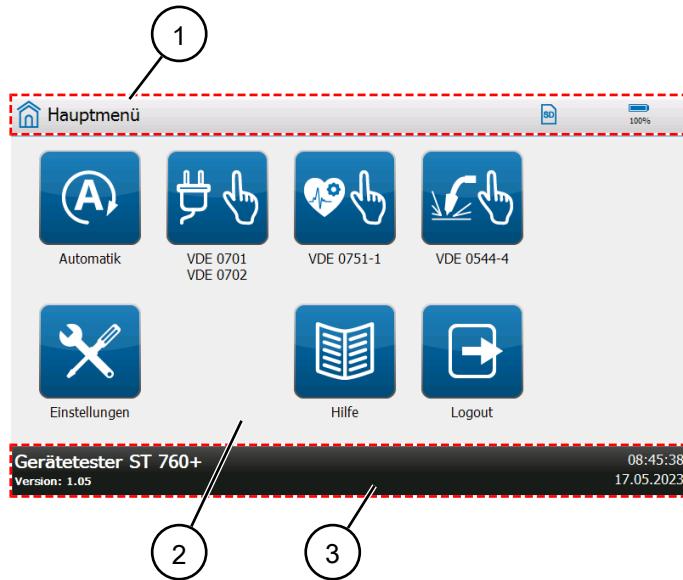 1
Hauptmenü
SD
100%
A
Automatik
VDE 0701
VDE 0702
VDE 0751-1
VDE 0544-4
Einstellungen
Hilfe
Logout
Gerätetester ST 760+
08:45:38
Version: 1.05
17.05.2023
2
3